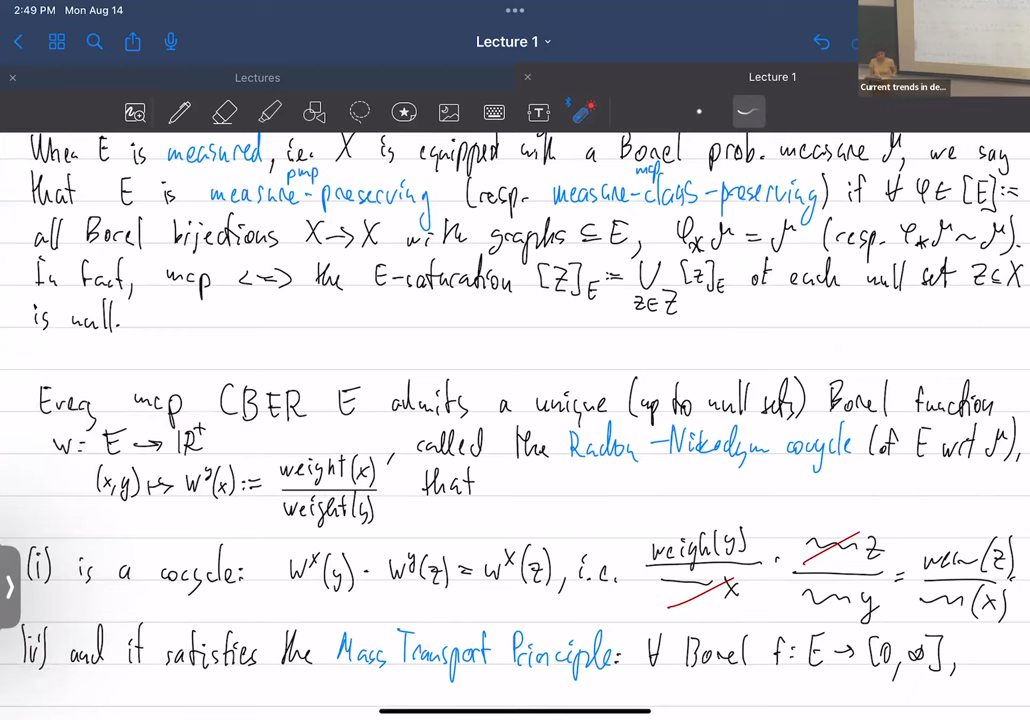 2:49 PM Mon Aug 14
Lecture 1
Lectures
Lecture 1
Current trends in de...
When E is measured, i.e. X is equipped with a Borel prob. measure μ, we say
pmp mcp
that E is measure-preserving (resp. measure-class-preserving) if ∀ φ ∈ [E] :=
all Borel bijections X → X with graphs ⊆ E, φ_* μ = μ (resp. φ_* μ ~ μ).
In fact, mcp <=> the E-saturation [Z]_E := ⋃_{z∈Z} [z]_E of each null set Z ⊆ X
is null.
Every mcp CBER E admits a unique (up to null sets) Borel function
w: E → ℝ⁺, called the Radon-Nikodym cocycle (of E wrt μ),
(x,y) ↦ w^y(x) := weight(x)/weight(y) that
(i) is a cocycle: w^x(y) · w^y(z) = w^x(z), i.e.
(ii) and it satisfies the Mass Transport Principle: ∀ Borel f: E → [0,∞],